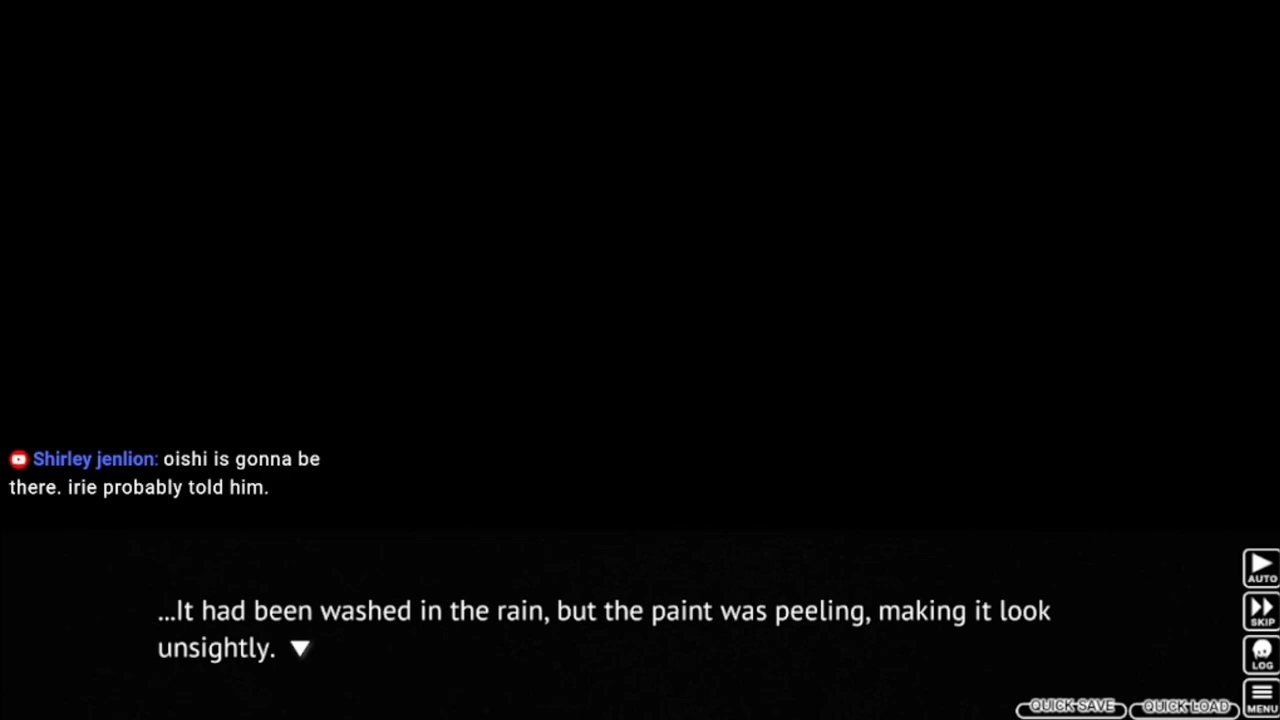 Shirley jenlion: oishi is gonna be
there. irie probably told him.
...It had been washed in the rain, but the paint was peeling, making it look
unsightly.
AUTO
SKIP
LOG
MENU
QUICK SAVE
QUICK LOAD